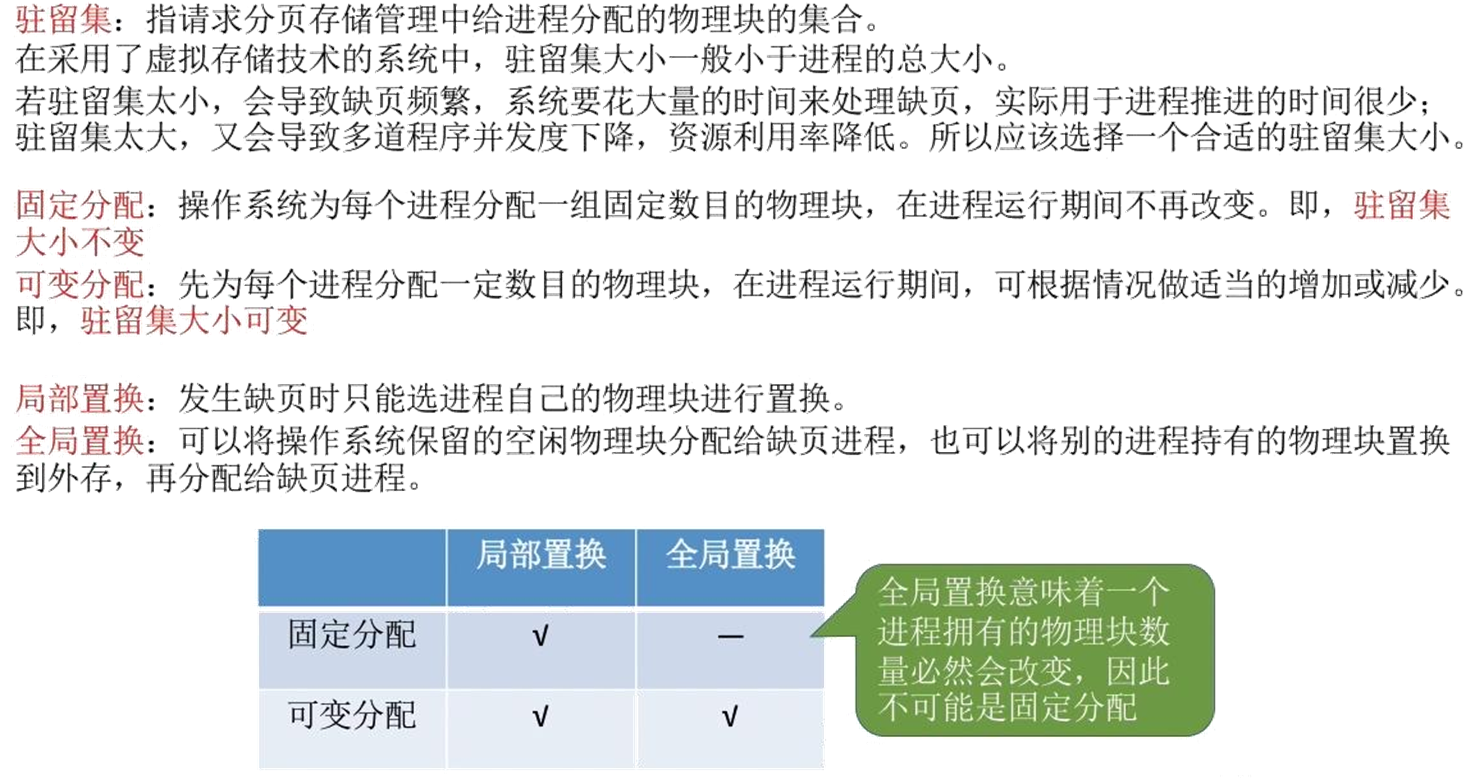 驻留集：指请求分页存储管理中给进程分配的物理块的集合。
在采用了虚拟存储技术的系统中，驻留集大小一般小于进程的总大小。
若驻留集太小，会导致缺页频繁，系统要花大量的时间来处理缺页，实际用于进程推进的时间很少；
驻留集太大，又会导致多道程序并发度下降，资源利用率降低。所以应该选择一个合适的驻留集大小。
固定分配：操作系统为每个进程分配一组固定数目的物理块，在进程运行期间不再改变。即，驻留集
大小不变
可变分配：先为每个进程分配一定数目的物理块，在进程运行期间，可根据情况做适当的增加或减少。
即，驻留集大小可变
局部置换：发生缺页时只能选进程自己的物理块进行置换。
全局置换：可以将操作系统保留的空闲物理块分配给缺页进程，也可以将别的进程持有的物理块置换
到外存，再分配给缺页进程。
局部置换 全局置换
固定分配 √ —
可变分配 √ √
全局置换意味着一个
进程拥有的物理块数
量必然会改变，因此
不可能是固定分配